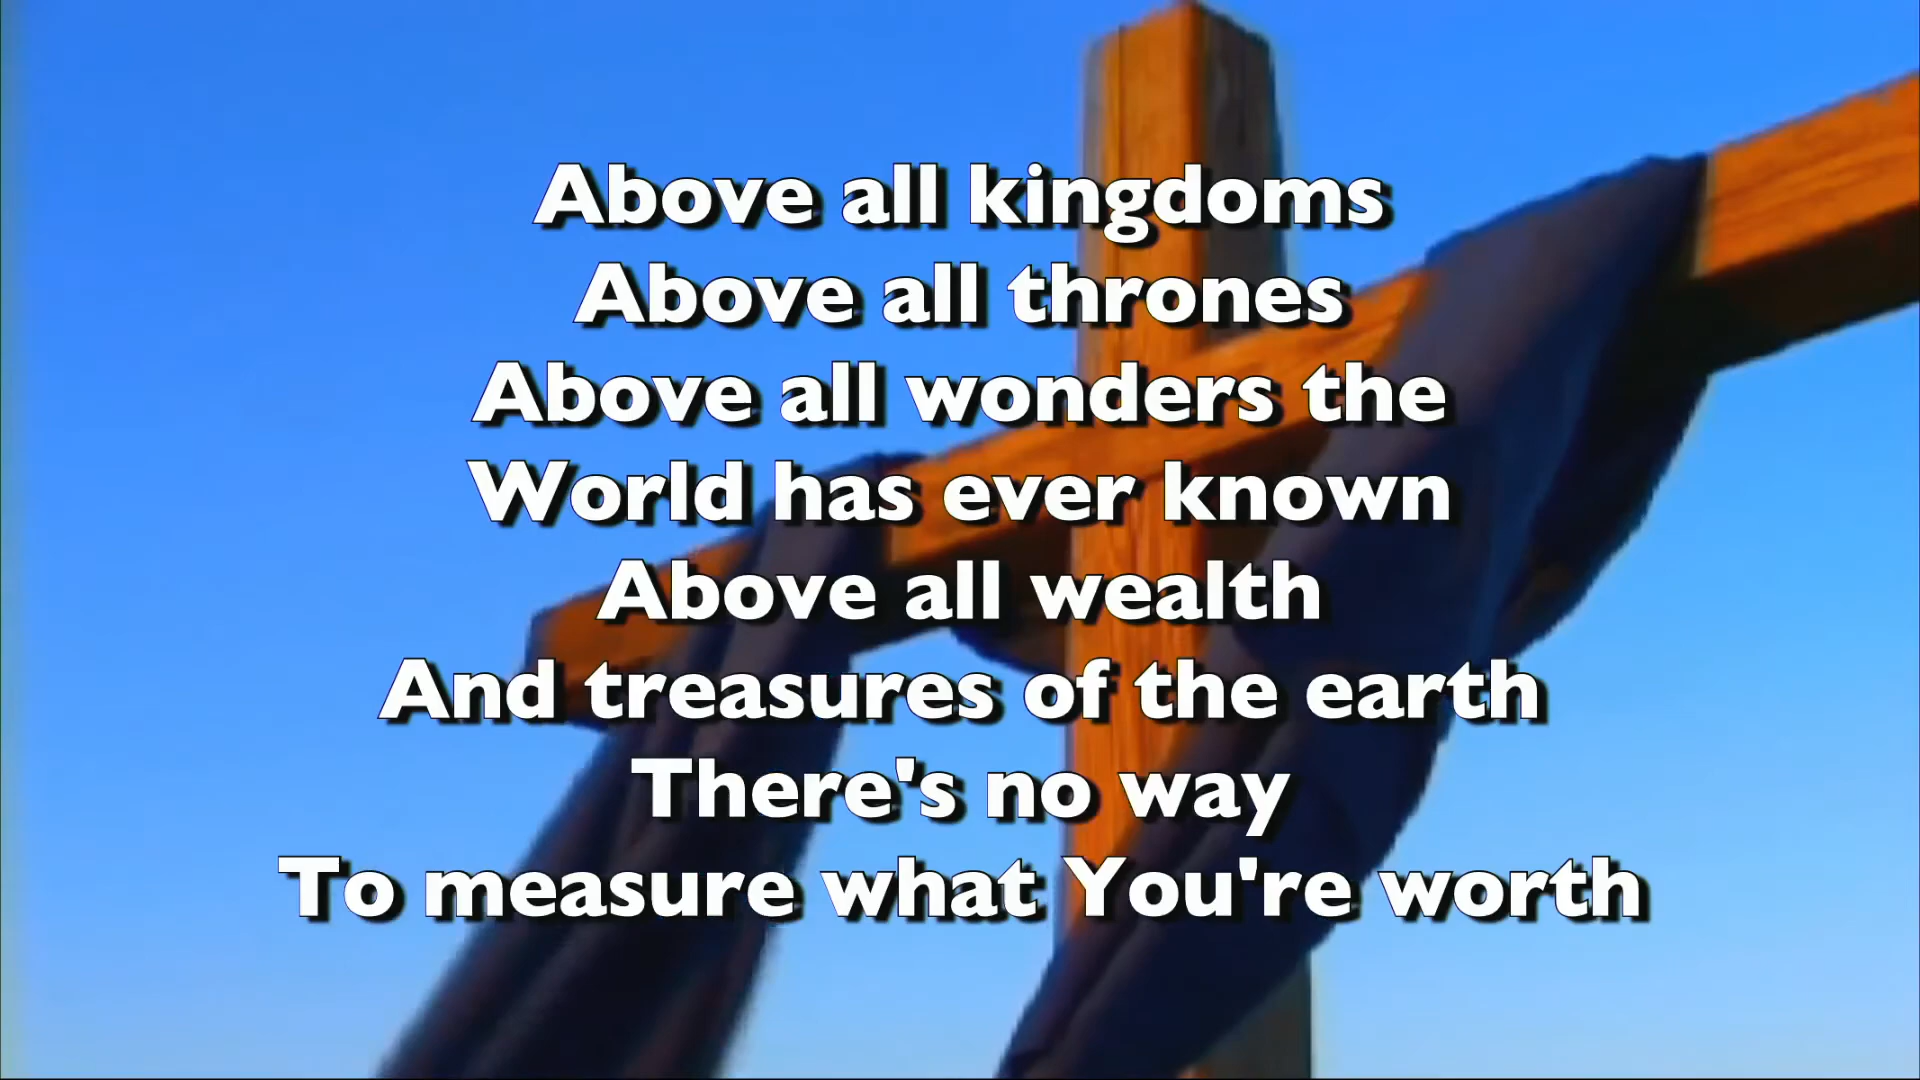 Above all kingdoms
Above all thrones
Above all wonders the
World has ever known
Above all wealth
And treasures of the earth
There's no way
To measure what You're worth